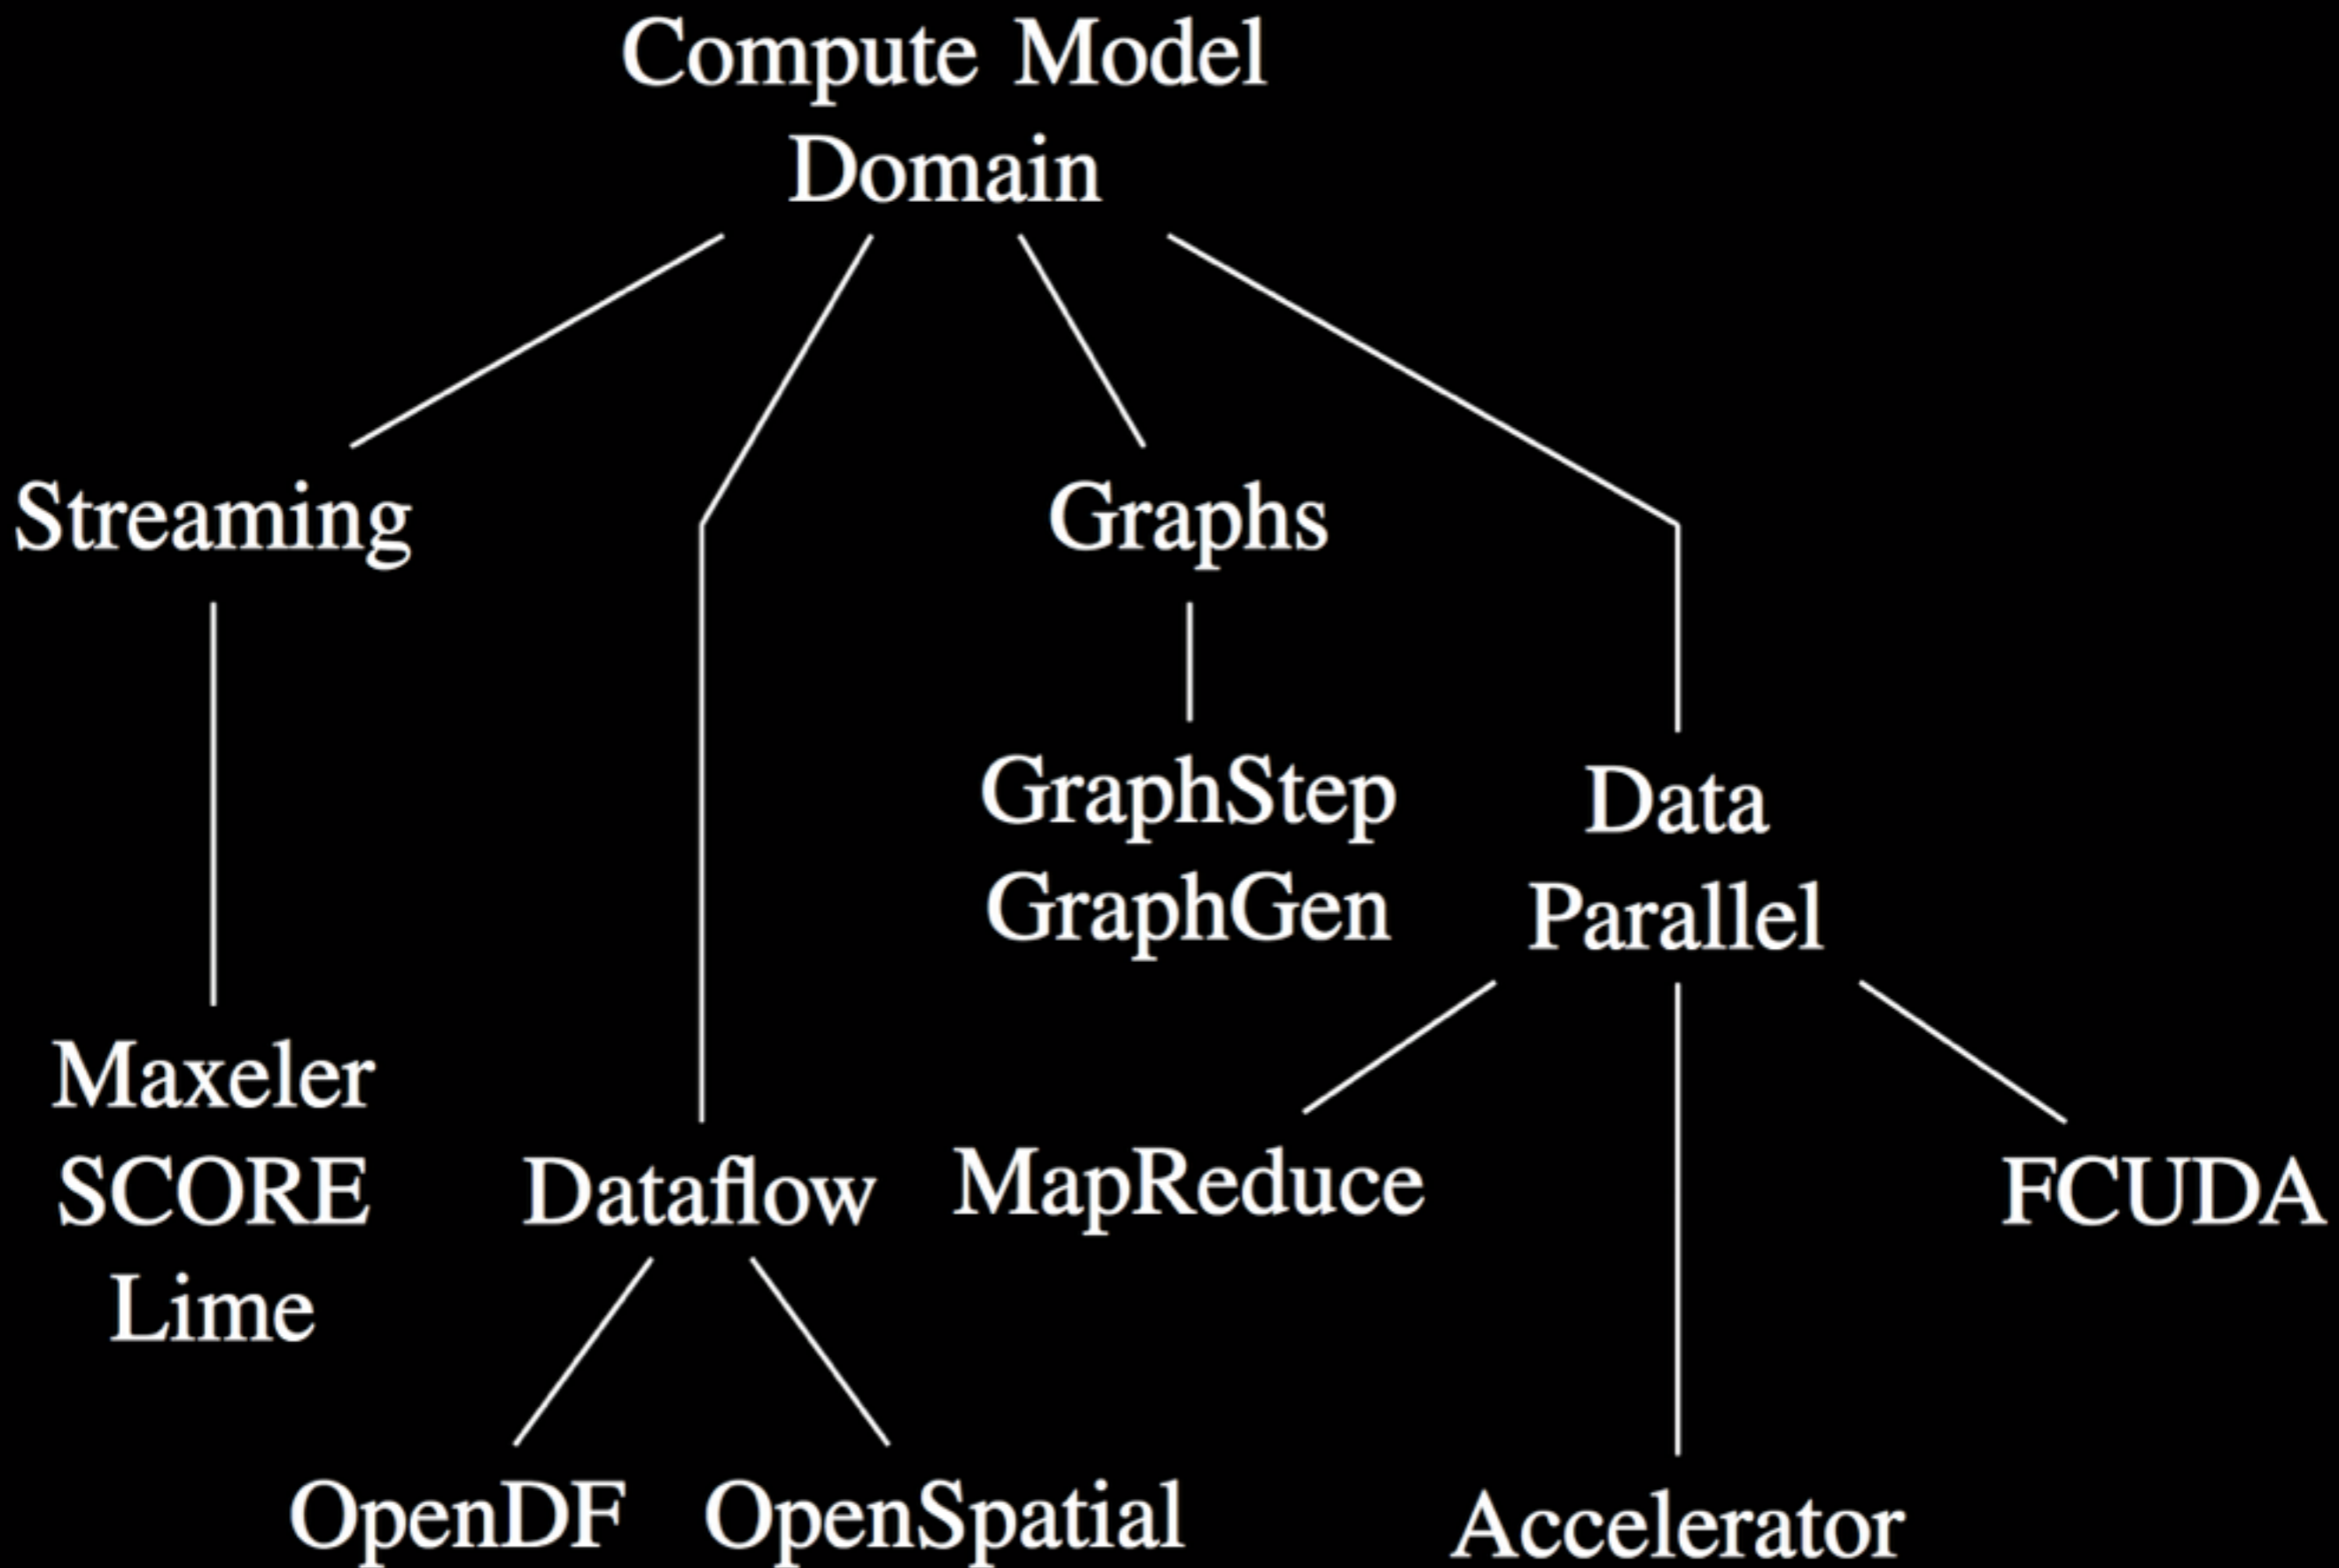 Compute Model
Domain
Streaming
Graphs
GraphStep
GraphGen
Data
Parallel
Maxeler
SCORE
Lime
Dataflow
MapReduce
FCUDA
OpenDF
OpenSpatial
Accelerator